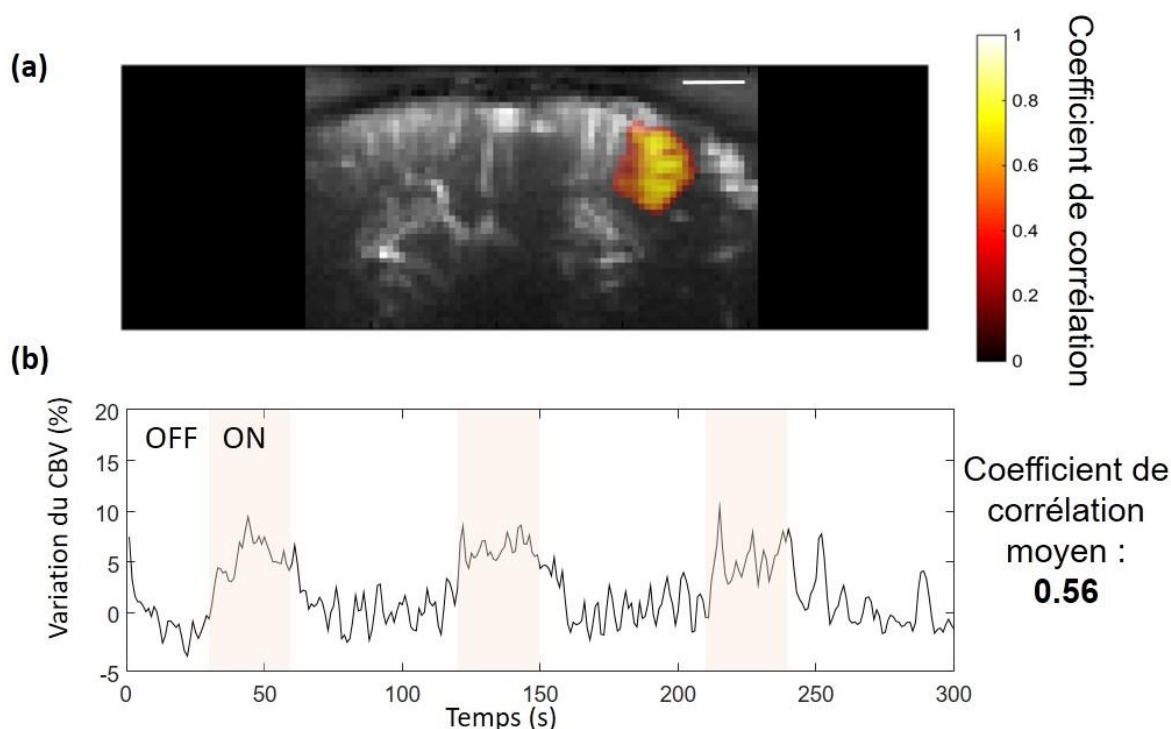 (a)
1
0.8
0.6
0.4
0.2
0
Coefficient de corrélation
(b)
Variation du CBV (%)
20
15
10
5
0
-5
OFF ON
0 50 100 150 200 250 300
Temps (s)
Coefficient de
corrélation
moyen :
0.56